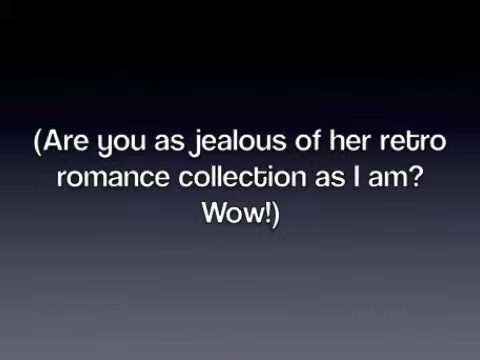 (Are you as jealous of her retro
romance collection as I am?
Wow!)